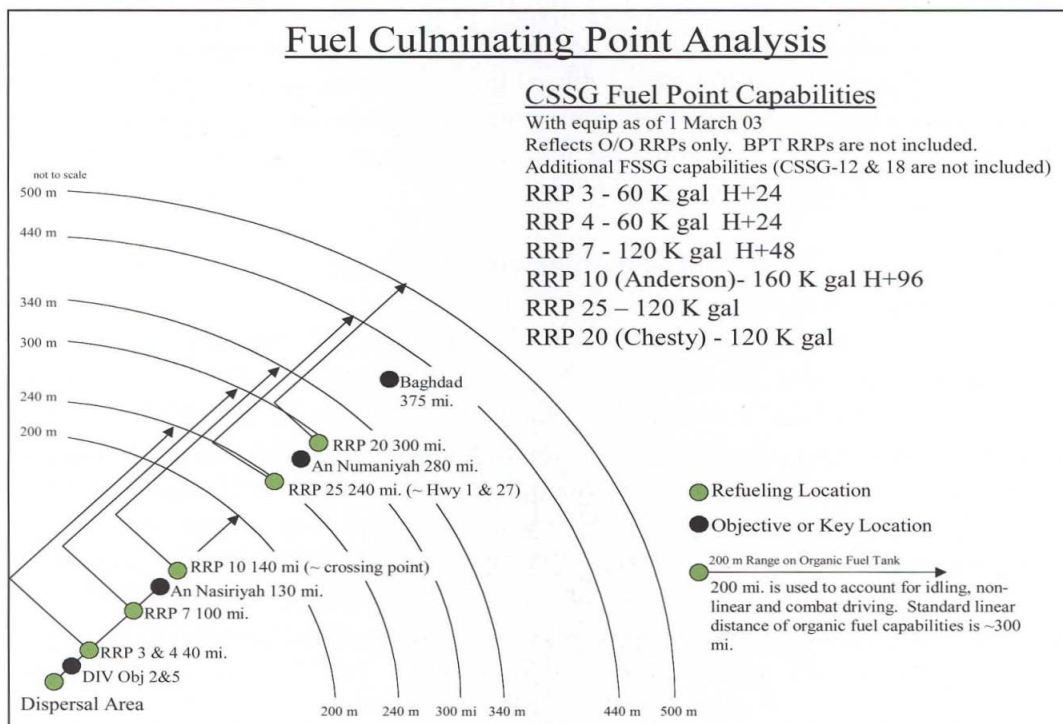 Fuel Culminating Point Analysis
CSSG Fuel Point Capabilities
With equip as of 1 March 03
Reflects O/O RRPs only.  BPT RRPs are not included.
Additional FSSG capabilities (CSSG-12 & 18 are not included)
RRP 3 - 60 K gal  H+24
RRP 4 - 60 K gal  H+24
RRP 7 - 120 K gal  H+48
RRP 10 (Anderson)- 160 K gal H+96
RRP 25 – 120 K gal
RRP 20 (Chesty) - 120 K gal
not to scale
500 m
440 m
340 m
300 m
240 m
200 m
Baghdad
375 mi.
RRP 20 300 mi.
An Numaniyah 280 mi.
RRP 25 240 mi. (~ Hwy 1 & 27)
RRP 10 140 mi (~ crossing point)
An Nasiriyah 130 mi.
RRP 7 100 mi.
RRP 3 & 4 40 mi.
DIV Obj 2&5
Dispersal Area
200 m
240 m
300 mi
340 m
440 m
500 m
Refueling Location
Objective or Key Location
200 m Range on Organic Fuel Tank
200 mi. is used to account for idling, non-
linear and combat driving.  Standard linear
distance of organic fuel capabilities is ~300
mi.